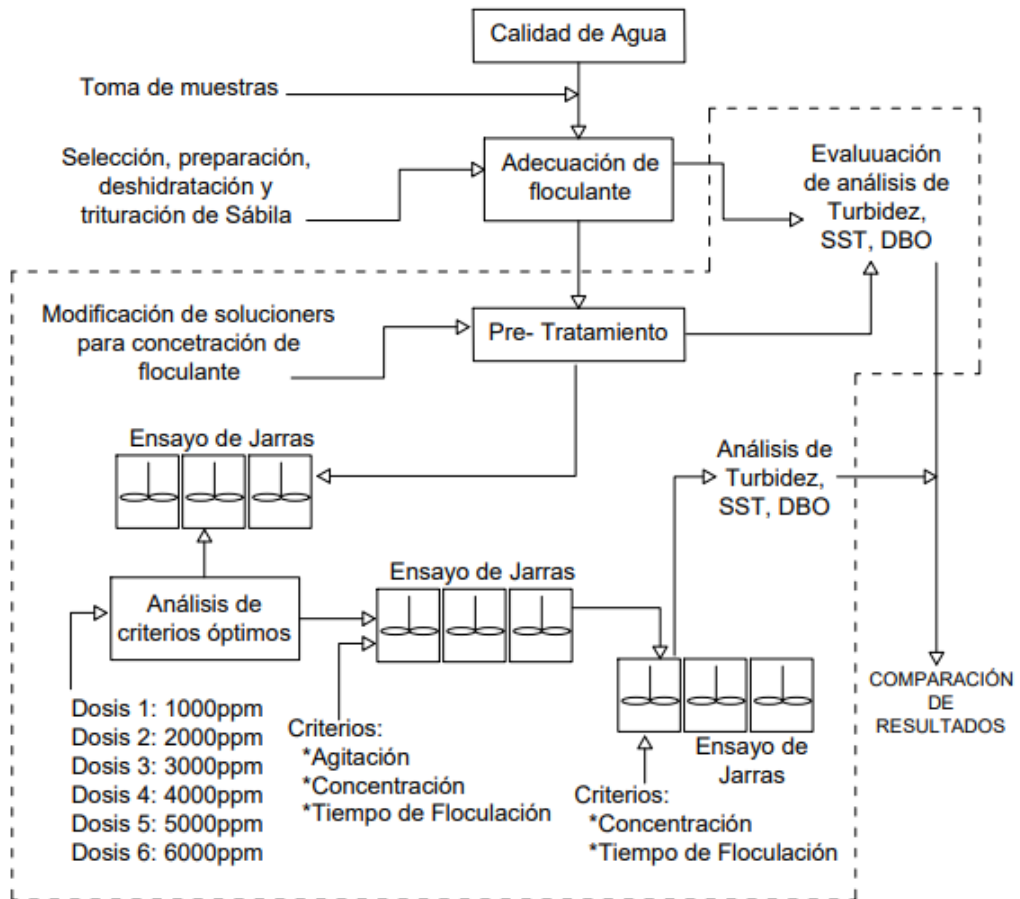 Calidad de Agua
Toma de muestras
Selección, preparación,
deshidratación y
trituración de Sábila
Adecuación de
floculante
Evaluuación
de análisis de
Turbidez,
SST, DBO
Modificación de solucioners
para concetración de
floculante
Pre- Tratamiento
Ensayo de Jarras
Análisis de
Turbidez,
SST, DBO
Análisis de
criterios óptimos
Ensayo de Jarras
Dosis 1: 1000ppm
Dosis 2: 2000ppm
Dosis 3: 3000ppm
Dosis 4: 4000ppm
Dosis 5: 5000ppm
Dosis 6: 6000ppm
Criterios:
*Agitación
*Concentración
*Tiempo de Floculación
Ensayo de
Jarras
Criterios:
*Concentración
*Tiempo de Floculación
COMPARACIÓN
DE
RESULTADOS